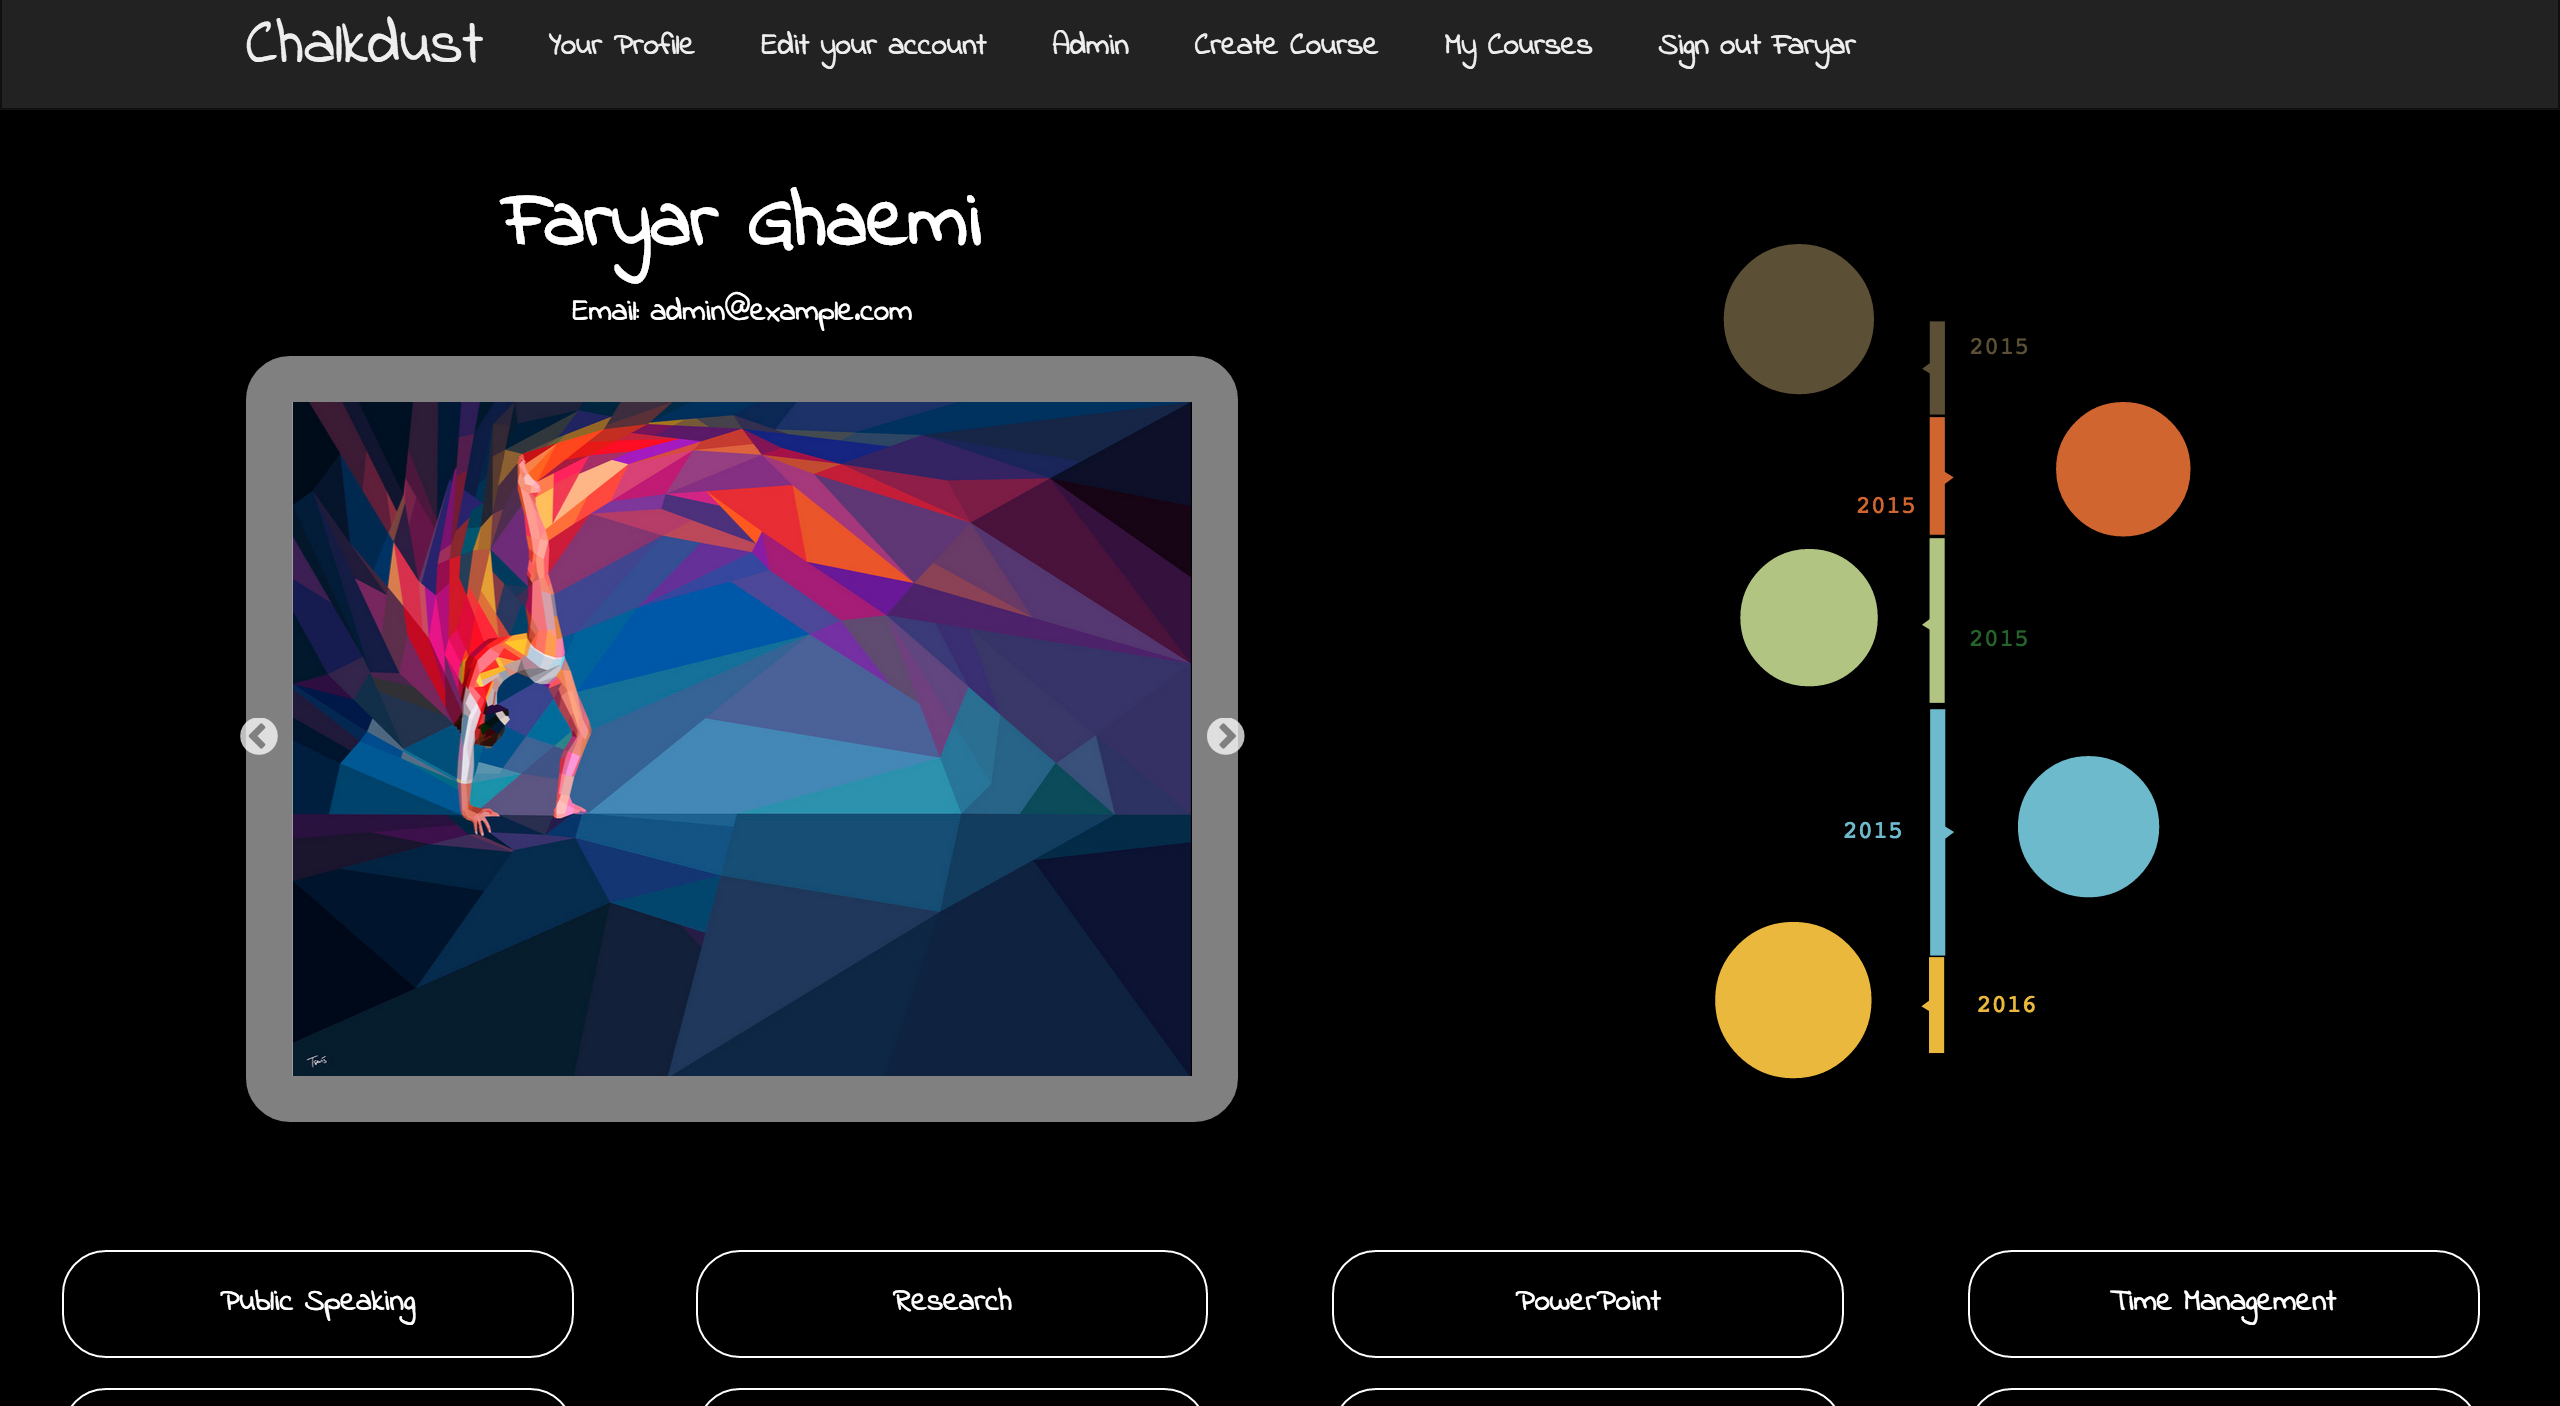 Chalkdust Your Profile Edit your account Admin Create Course My Courses Sign out Faryar
Faryar Ghaemi
Email: admin@example.com
2015
2015
2015
2015
2016
Public Speaking
Research
PowerPoint
Time Management